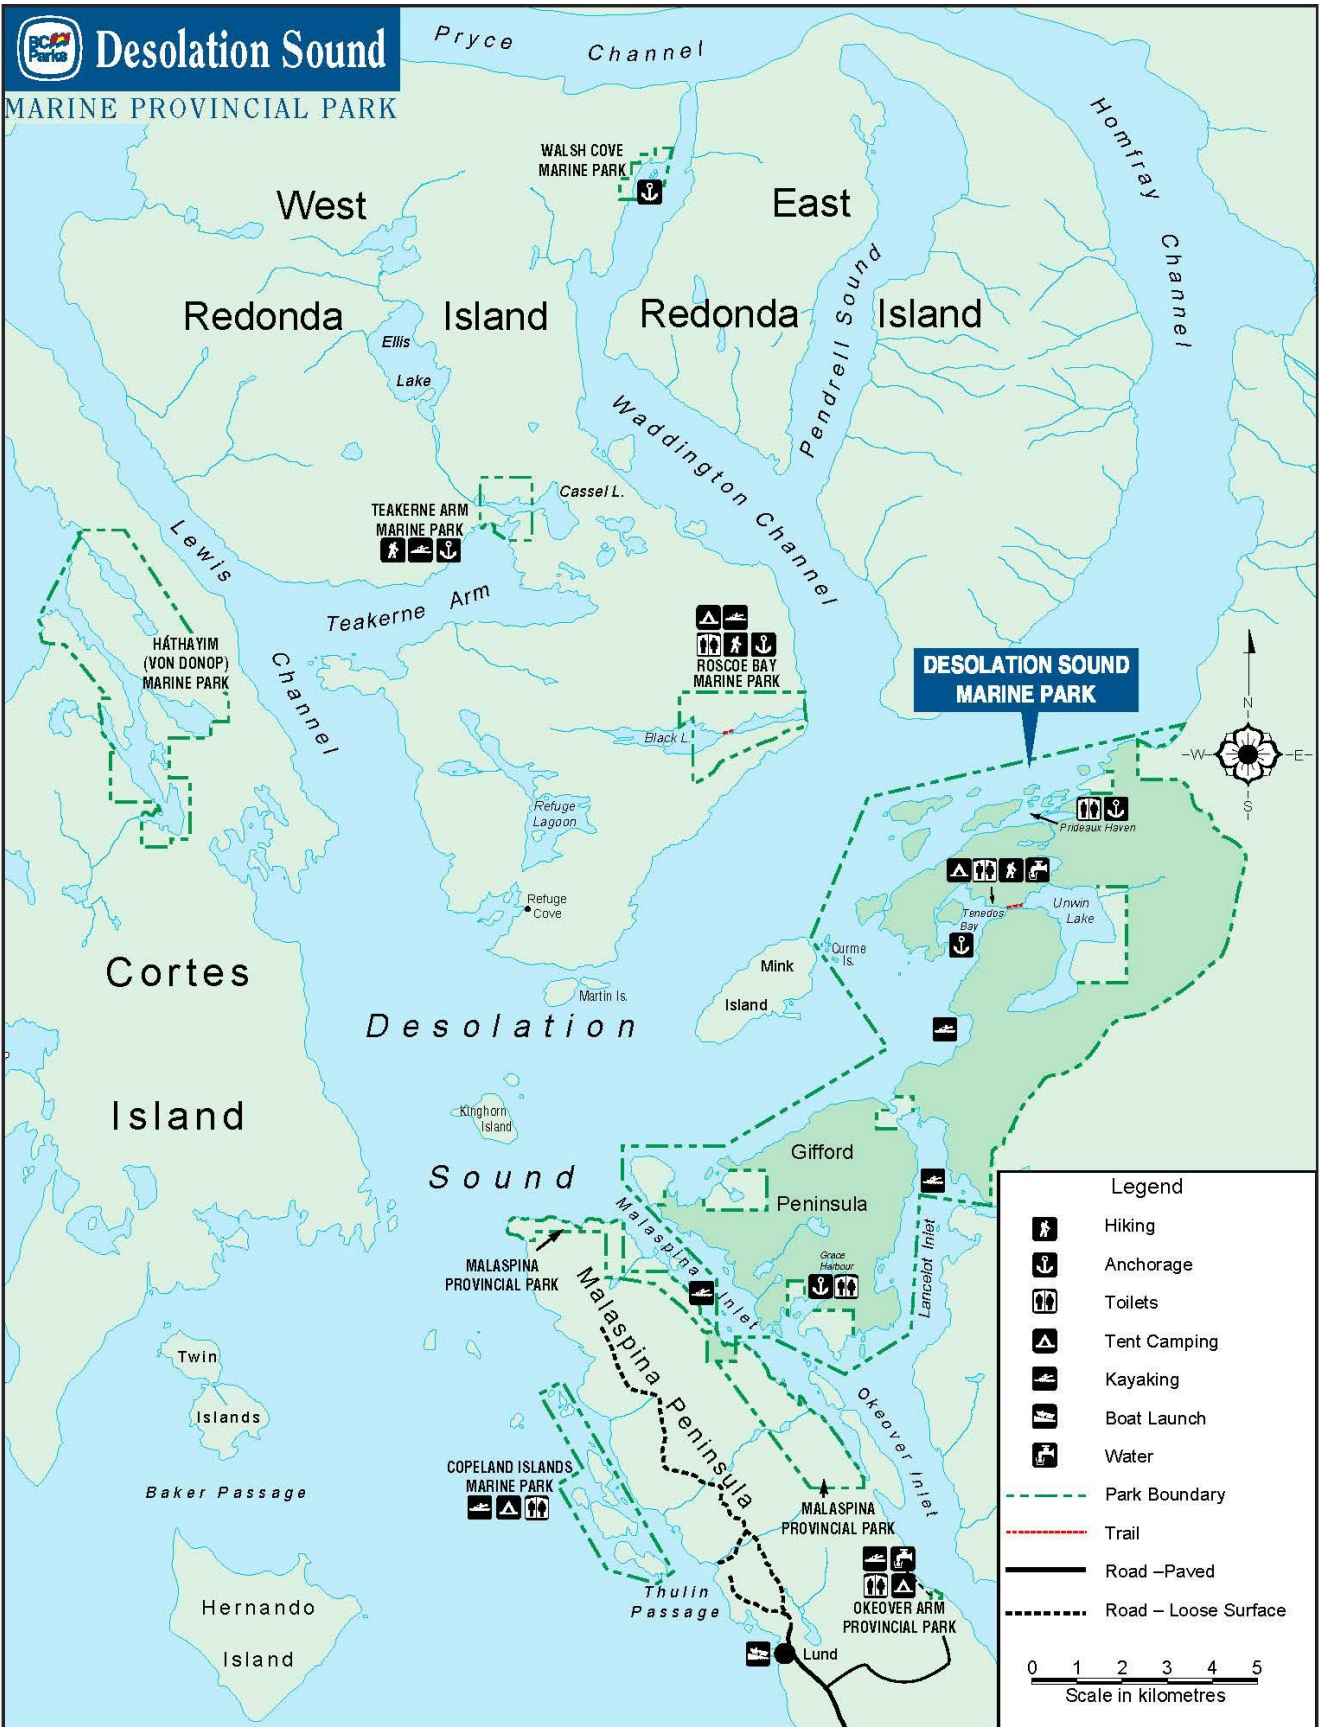 BC
Parks
Desolation Sound
MARINE PROVINCIAL PARK
Pryce Channel
Homfray Channel
WALSH COVE
MARINE PARK
West
Redonda Island
East
Redonda Island
Pendrell Sound
Ellis
Lake
Waddington Channel
Cassel L.
TEAKERNE ARM
MARINE PARK
Lewis Channel
Teakerne Arm
HÁTHAYIM
(VON DONOP)
MARINE PARK
ROSCOE BAY
MARINE PARK
Black L.
DESOLATION SOUND
MARINE PARK
N
W E
S
Prideaux Haven
Refuge
Lagoon
Refuge
Cove
Tenedos
Bay
Unwin
Lake
Curme
Is.
Mink
Island
Martin Is.
Cortes
Island
Desolation
Sound
Kinghorn
Island
Gifford
Peninsula
Malaspina Inlet
Grace
Harbour
Lancelot Inlet
MALASPINA
PROVINCIAL PARK
Malaspina Peninsula
Okeover Inlet
Twin
Islands
COPELAND ISLANDS
MARINE PARK
Baker Passage
MALASPINA
PROVINCIAL PARK
Hernando
Island
Thulin
Passage
OKEOVER ARM
PROVINCIAL PARK
Lund
Legend
Hiking
Anchorage
Toilets
Tent Camping
Kayaking
Boat Launch
Water
Park Boundary
Trail
Road –Paved
Road – Loose Surface
0 1 2 3 4 5
Scale in kilometres